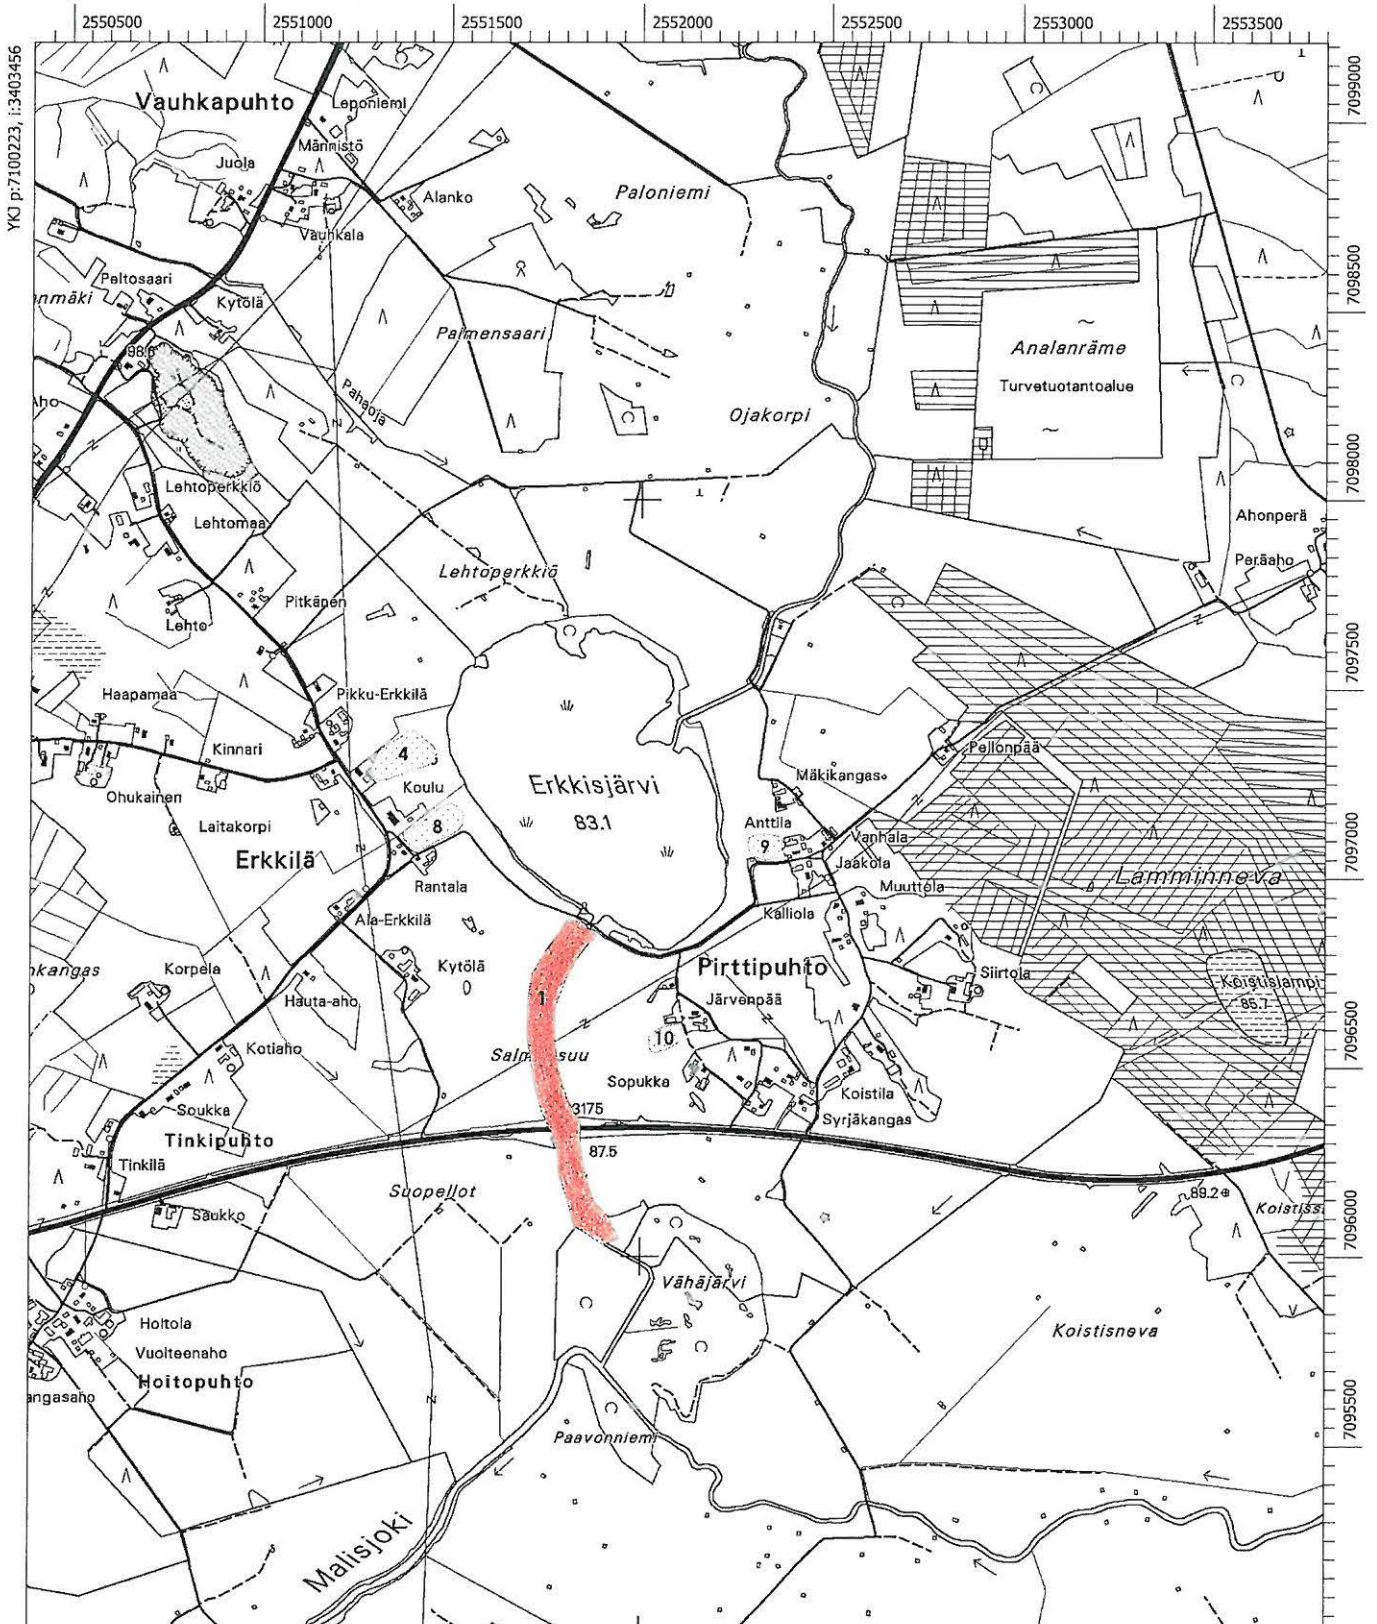 2550500 2551000 2551500 2552000 2552500 2553000 2553500
YKJ p:7100223, i:3403456
7099000
Vauhkapuhto
Leponiemi
Männistö
Juola
Alanko
Paloniemi
Vauhkala
7098500
Peltosaari
Kytölä
Palmensaari
Analanräme
98.5
Turvetuotantoalue
Pahaoja
Aho
Ojakorpi
7098000
Lehtoperkkiö
Lehtomaa
Ahonperä
Peräaho
Lehtoperkkiö
Pitkänen
Lehto
7097500
Haapamaa
Pikku-Erkkilä
Kinnari
4
Pellonpää
Mäkikangas
Erkkisjärvi
Koulu
Ohukainen
83.1
Laitakorpi
8
Anttila
Vanhala
7097000
9
Erkkilä
Jaakola
Lamminneva
Rantala
Muuttola
Kalliola
Ala-Erkkilä
Kytölä
Pirttipuhto
Korpela
Siirtola
Koistislampi
Hauta-aho
1
Järvenpää
85.7
7096500
10
Kotiaho
Sopukka
Koistila
Soukka
3175
Syrjäkangas
Tinkipuhto
87.5
Tinkilä
Suopellot
89.2
Saukko
7096000
Vähäjärvi
Hoitola
Koistisneva
Vuolteenaho
Hoitopuhto
7095500
Paavonniemi
Malisjoki